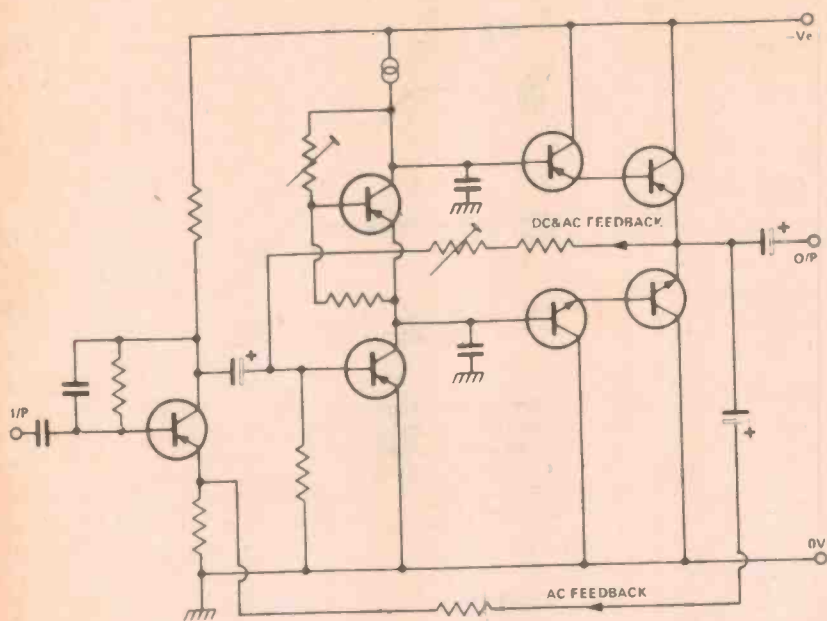 -Ve
DC&AC FEEDBACK
+
O/P
+
I/P
+
0V
AC FEEDBACK